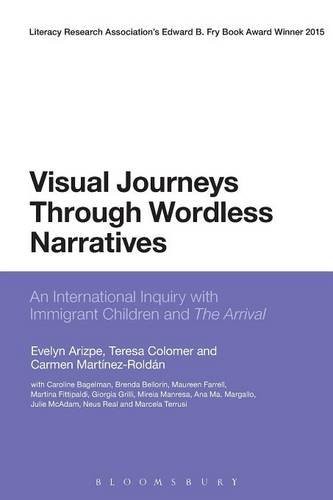 Literacy Research Association's Edward B. Fry Book Award Winner 2015
Visual Journeys
Through Wordless
Narratives
An International Inquiry with
Immigrant Children and The Arrival
Evelyn Arizpe, Teresa Colomer and
Carmen Martínez-Roldán
with Caroline Bagelman, Brenda Bellorín, Maureen Farrell,
Martina Fittipaldi, Giorgia Grilli, Mireia Manresa, Ana Ma. Margallo,
Julie McAdam, Neus Real and Marcela Terrusi
BLOOMSBURY